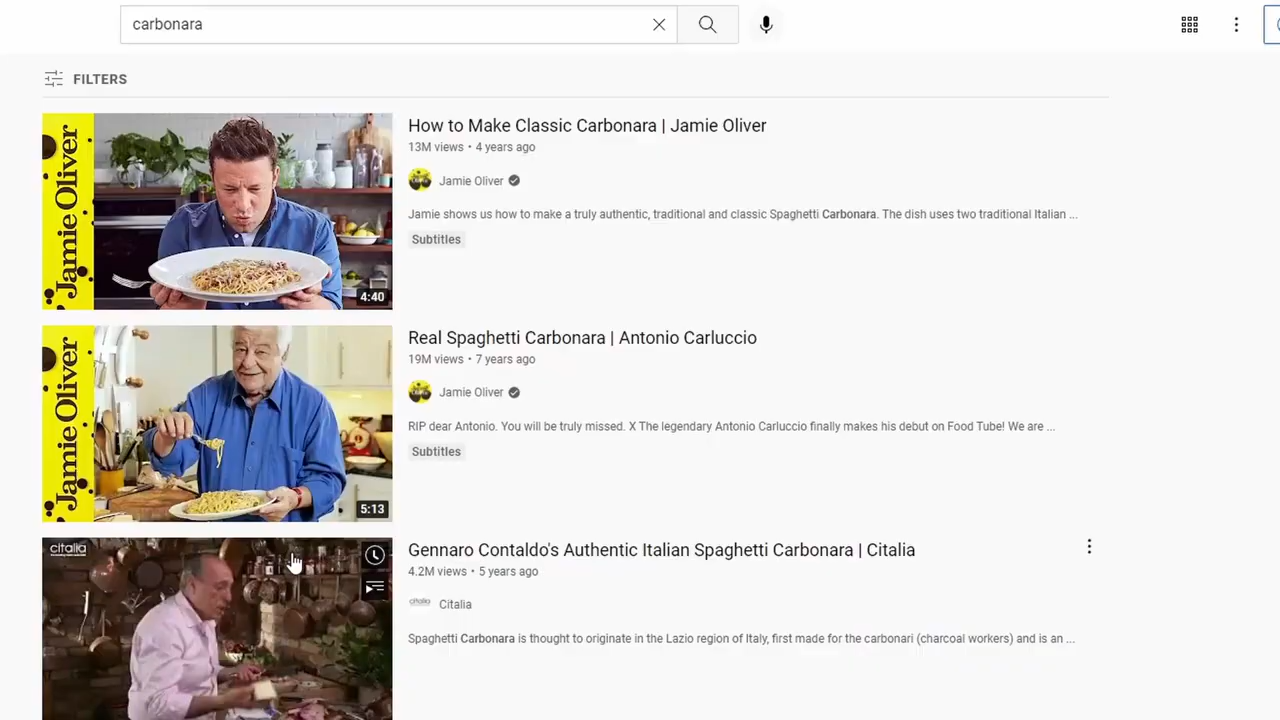 carbonara
FILTERS
Jamie Oliver
4:40
How to Make Classic Carbonara | Jamie Oliver
13M views • 4 years ago
Jamie Oliver
Jamie shows us how to make a truly authentic, traditional and classic Spaghetti Carbonara. The dish uses two traditional Italian ...
Subtitles
Jamie Oliver
5:13
Real Spaghetti Carbonara | Antonio Carluccio
19M views • 7 years ago
Jamie Oliver
RIP dear Antonio. You will be truly missed. X The legendary Antonio Carluccio finally makes his debut on Food Tube! We are ...
Subtitles
citalia
Gennaro Contaldo's Authentic Italian Spaghetti Carbonara | Citalia
4.2M views • 5 years ago
citalia
Citalia
Spaghetti Carbonara is thought to originate in the Lazio region of Italy, first made for the carbonari (charcoal workers) and is an ...